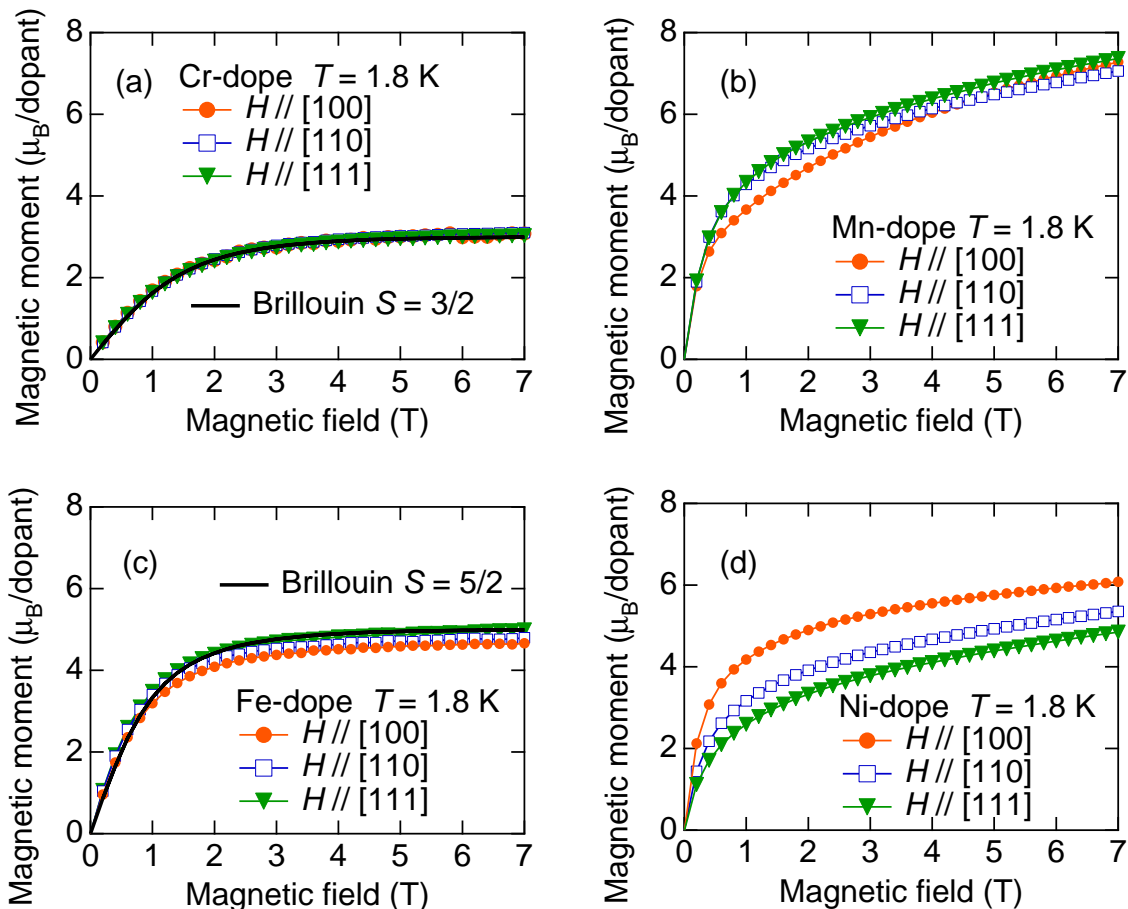 Magnetic moment (μB/dopant)
8
6
4
2
0
(a)
Cr-dope T = 1.8 K
H // [100]
H // [110]
H // [111]
Brillouin S = 3/2
0 1 2 3 4 5 6 7
Magnetic field (T)
Magnetic moment (μB/dopant)
8
6
4
2
0
(b)
Mn-dope T = 1.8 K
H // [100]
H // [110]
H // [111]
0 1 2 3 4 5 6 7
Magnetic field (T)
Magnetic moment (μB/dopant)
8
6
4
2
0
(c)
Brillouin S = 5/2
Fe-dope T = 1.8 K
H // [100]
H // [110]
H // [111]
0 1 2 3 4 5 6 7
Magnetic field (T)
Magnetic moment (μB/dopant)
8
6
4
2
0
(d)
Ni-dope T = 1.8 K
H // [100]
H // [110]
H // [111]
0 1 2 3 4 5 6 7
Magnetic field (T)